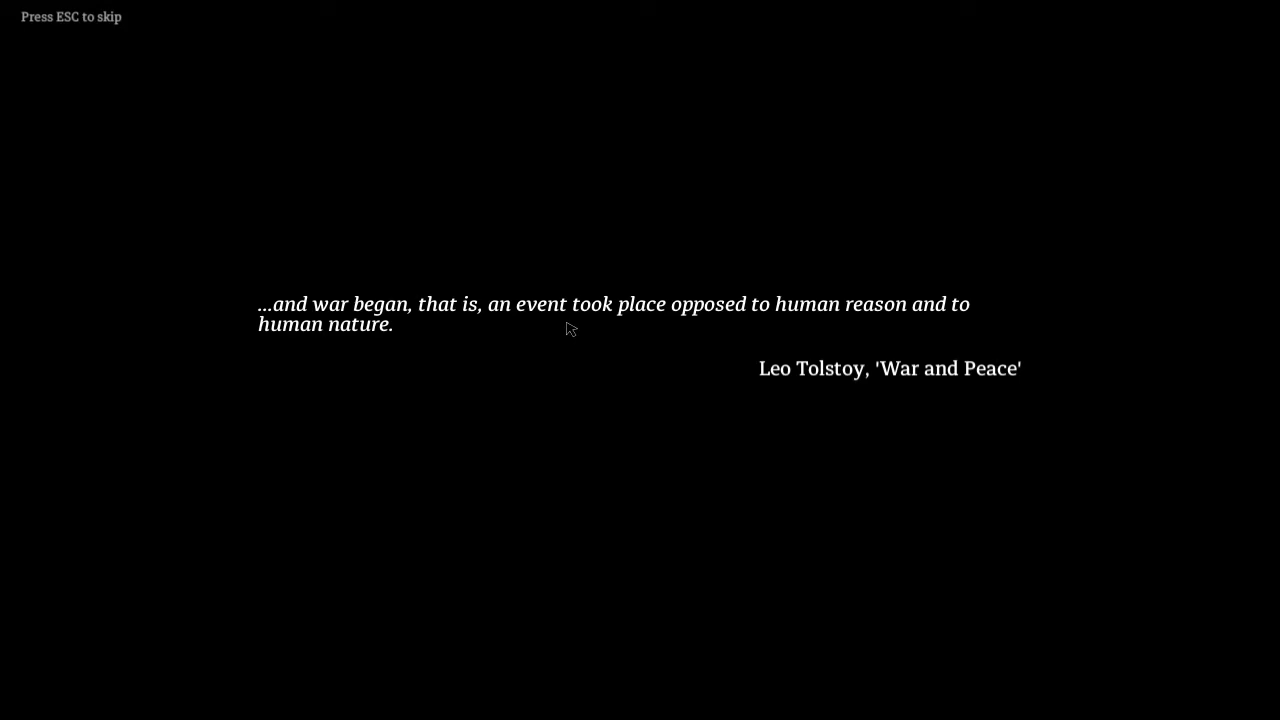 Press ESC to skip
...and war began, that is, an event took place opposed to human reason and to
human nature.
Leo Tolstoy, 'War and Peace'